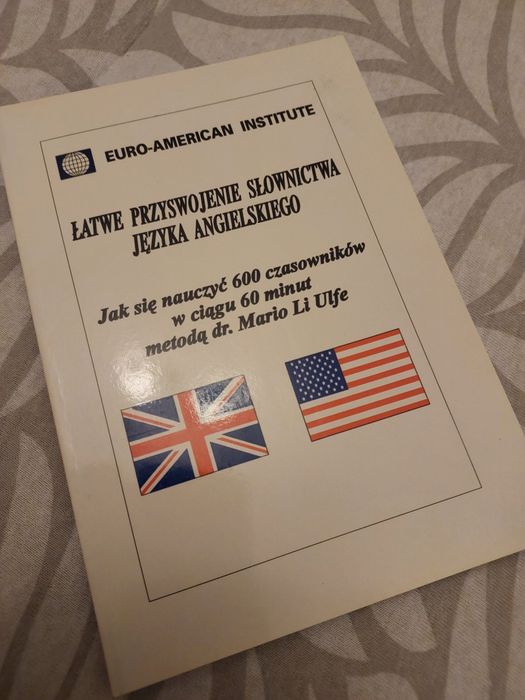 EURO-AMERICAN INSTITUTE
ŁATWE PRZYSWOJENIE SŁOWNICTWA
JĘZYKA ANGIELSKIEGO
Jak się nauczyć 600 czasowników
w ciągu 60 minut
metodą dr. Mario Li Ulfe